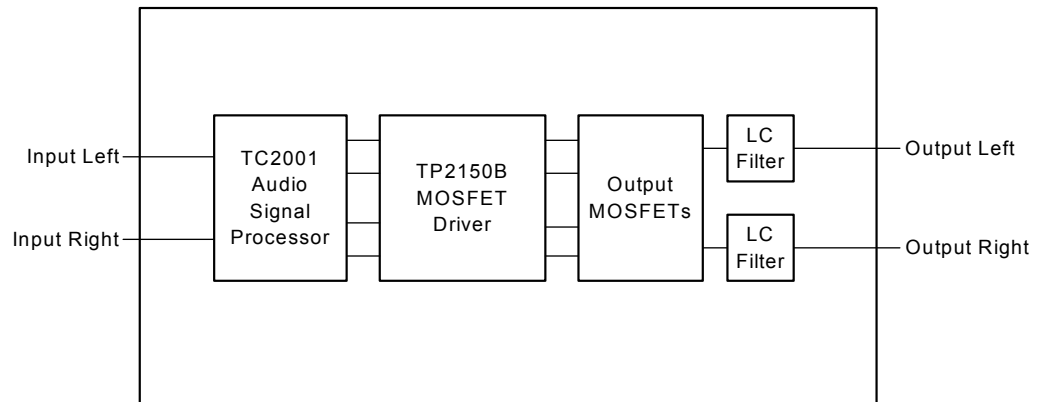 Input Left
Input Right
TC2001
Audio
Signal
Processor
TP2150B
MOSFET
Driver
Output
MOSFETs
LC
Filter
LC
Filter
Output Left
Output Right